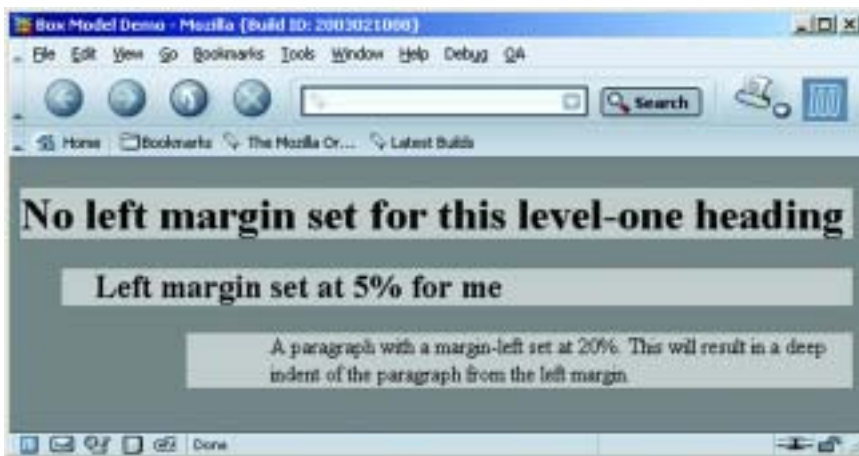 Box Model Demo - Mozilla {Build ID: 2003021008}
File Edit View Go Bookmarks Tools Window Help Debug QA
Search
Home Bookmarks The Mozilla Or... Latest Builds
No left margin set for this level-one heading
Left margin set at 5% for me
A paragraph with a margin-left set at 20%. This will result in a deep
indent of the paragraph from the left margin.
Done